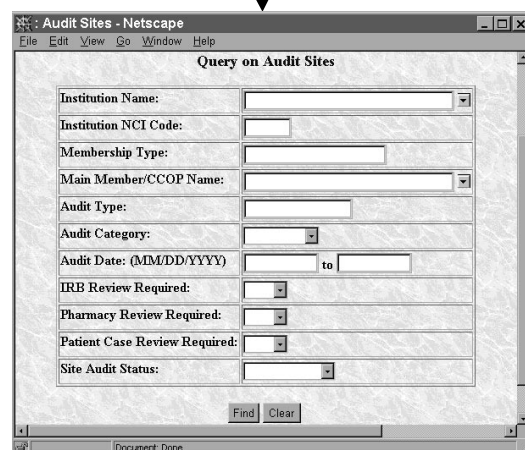 : Audit Sites - Netscape
File Edit View Go Window Help
Query on Audit Sites
Institution Name:
Institution NCI Code:
Membership Type:
Main Member/CCOP Name:
Audit Type:
Audit Category:
Audit Date: (MM/DD/YYYY) to
IRB Review Required:
Pharmacy Review Required:
Patient Case Review Required:
Site Audit Status:
Find Clear
Document: Done